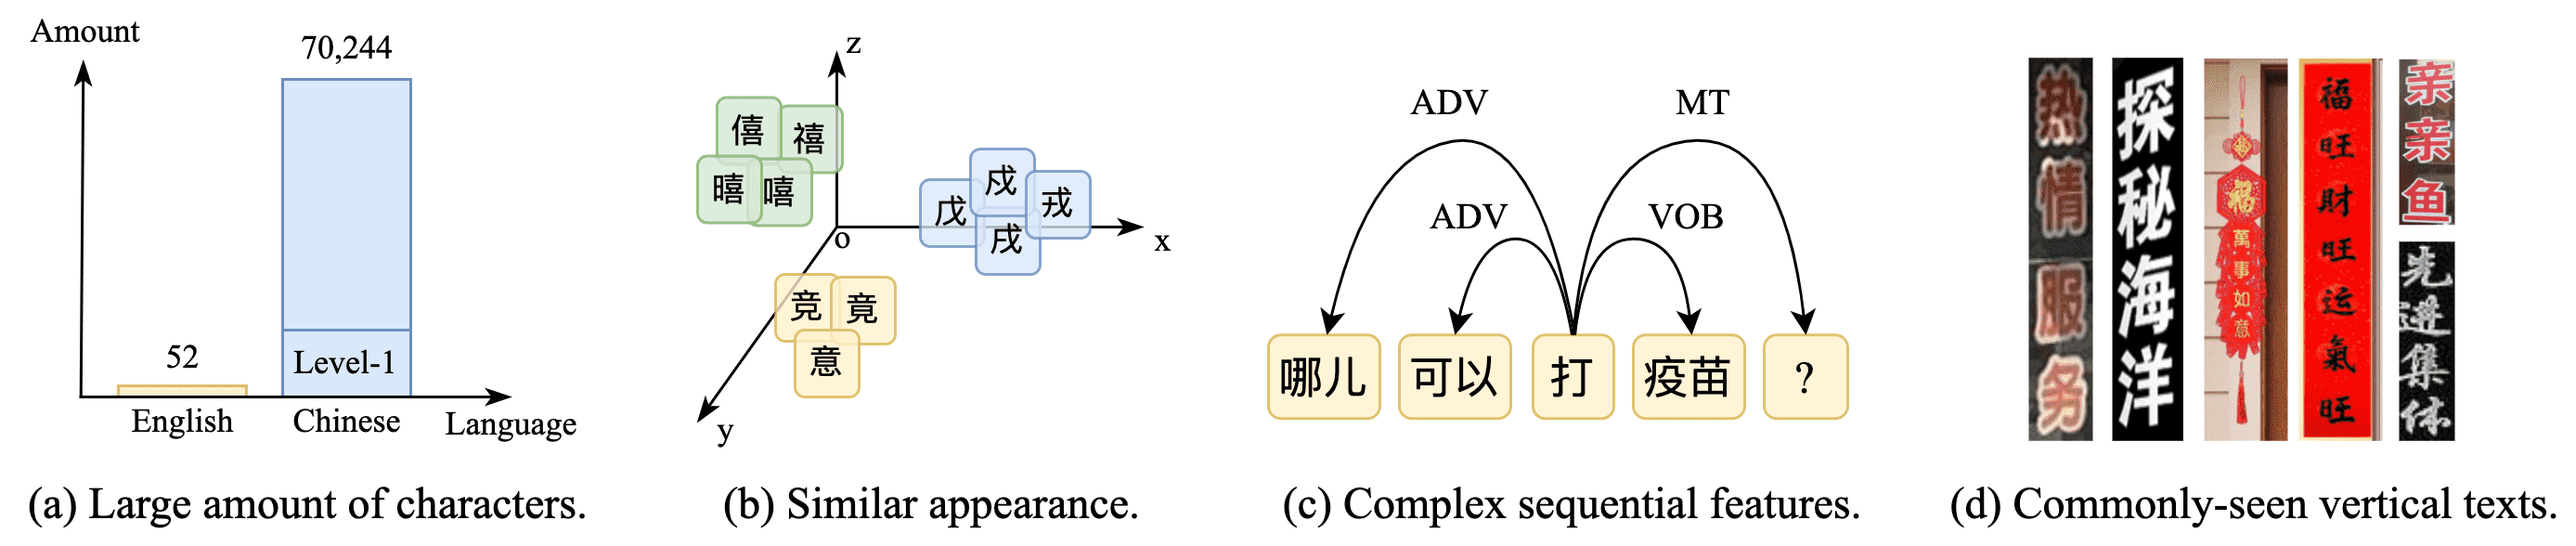 Amount
70,244
52
Level-1
English
Chinese
Language
(a) Large amount of characters.
z
僖
禧
暿
嘻
o
x
戊
戍
戎
戌
竞
竟
意
y
(b) Similar appearance.
ADV
MT
ADV
VOB
哪儿
可以
打
疫苗
?
(c) Complex sequential features.
热情服务
探秘海洋
福
萬事如意
福旺财旺运氣旺
亲亲鱼
先进集体
(d) Commonly-seen vertical texts.